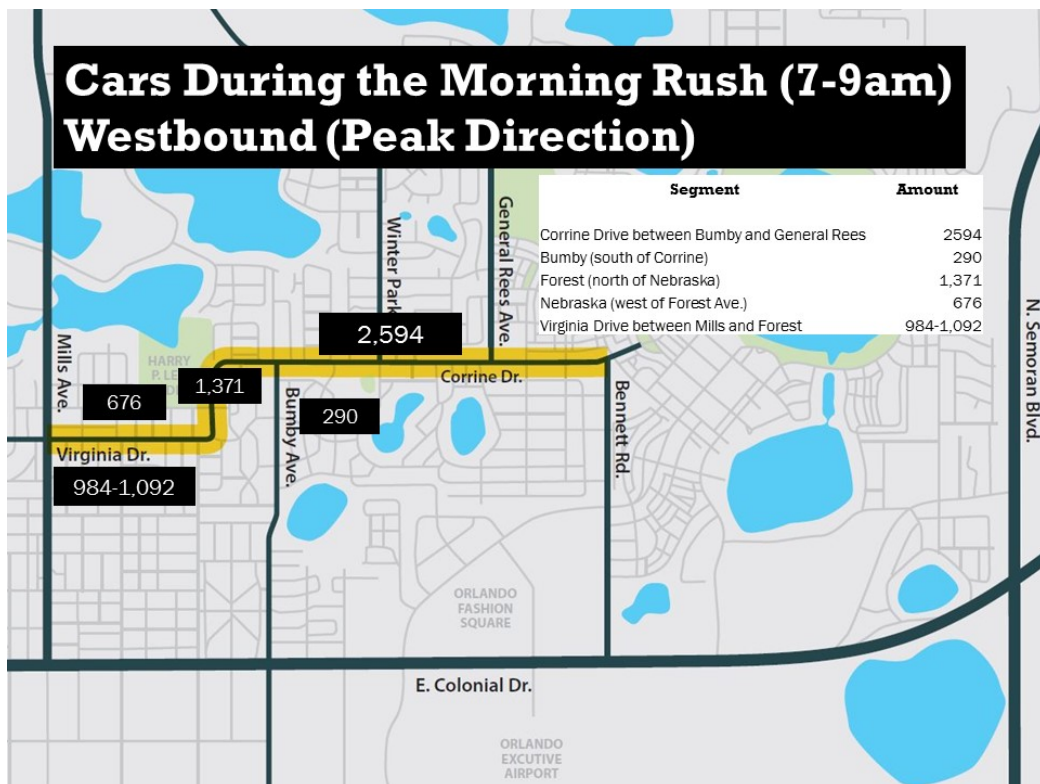 Cars During the Morning Rush (7-9am)
Westbound (Peak Direction)
Segment Amount
Corrine Drive between Bumby and General Rees 2594
Bumby (south of Corrine) 290
Forest (north of Nebraska) 1,371
Nebraska (west of Forest Ave.) 676
Virginia Drive between Mills and Forest 984-1,092
Winter Park
General Rees Ave.
N. Semoran Blvd.
Mills Ave.
HARRY
P. LE
2,594
Corrine Dr.
1,371
676
Bumby Ave.
290
Bennett Rd.
Virginia Dr.
984-1,092
ORLANDO
FASHION
SQUARE
E. Colonial Dr.
ORLANDO
EXCUTIVE
AIRPORT